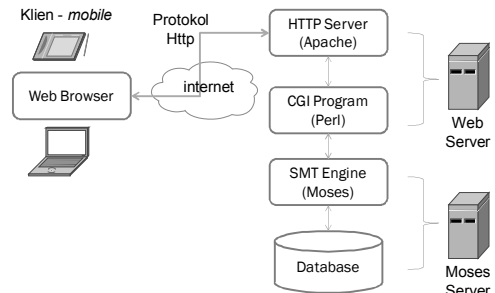 Klien - mobile
Protokol
Http
HTTP Server
(Apache)
Web Browser
internet
CGI Program
(Perl)
Web
Server
SMT Engine
(Moses)
Database
Moses
Server